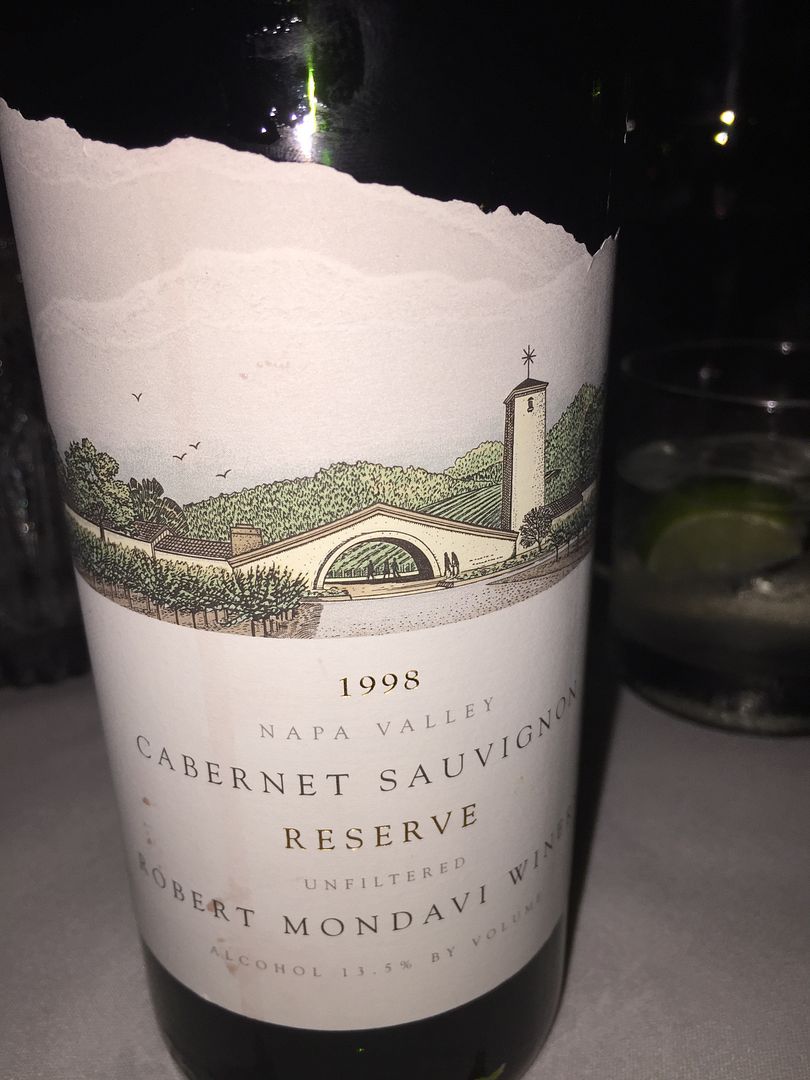 1998
NAPA VALLEY
CABERNET SAUVIGNON
RESERVE
UNFILTERED
ROBERT MONDAVI WINERY
ALCOHOL 13.5% BY VOLUME